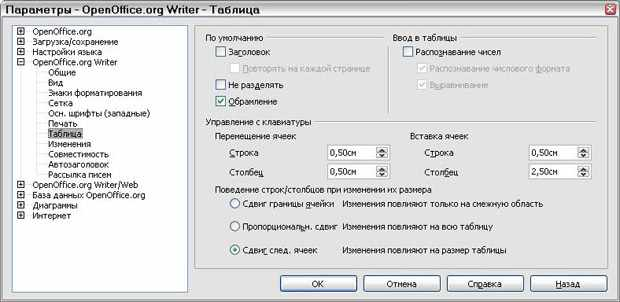 Параметры - OpenOffice.org Writer - Таблица
OpenOffice.org
Загрузка/сохранение
Настройки языка
OpenOffice.org Writer
Общие
Вид
Знаки форматирования
Сетка
Осн. шрифты (западные)
Печать
Таблица
Изменения
Совместимость
Автозаголовок
Рассылка писем
OpenOffice.org Writer/Web
База данных OpenOffice.org
Диаграммы
Интернет
По умолчанию
Заголовок
Повторять на каждой странице
Не разделять
Обрамление
Ввод в таблицы
Распознавание чисел
Распознавание числового формата
Выравнивание
Управление с клавиатуры
Перемещение ячеек
Строка 0,50см
Столбец 0,50см
Вставка ячеек
Строка 0,50см
Столбец 2,50см
Поведение строк/столбцов при изменении их размера
Сдвиг границы ячейки Изменения повлияют только на смежную область
Пропорциональн. сдвиг Изменения повлияют на всю таблицу
Сдвиг след. ячеек Изменения повлияют на размер таблицы
OK Отмена Справка Назад